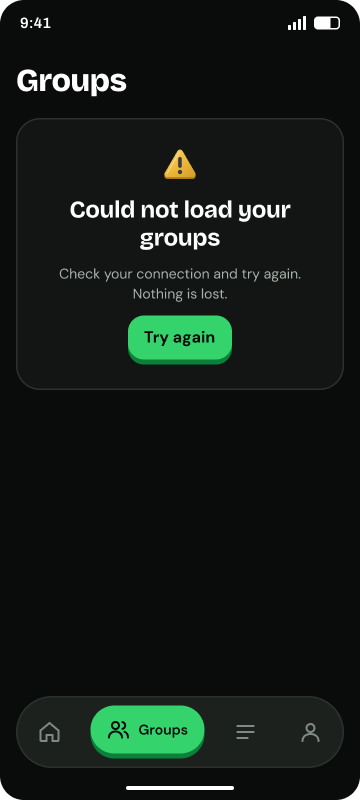 9:41
Groups
Could not load your
groups
Check your connection and try again.
Nothing is lost.
Try again
Groups